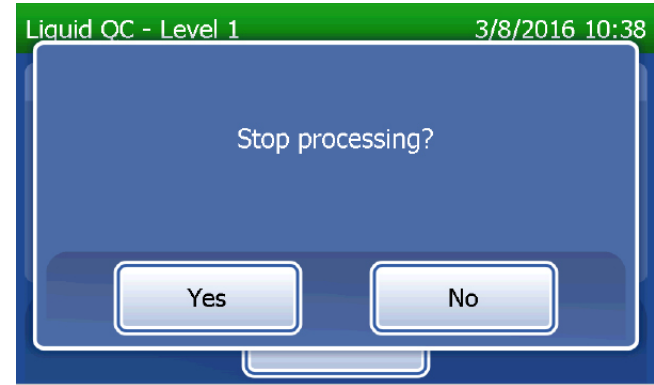 Liquid QC - Level 1 3/8/2016 10:38
Stop processing?
Yes No